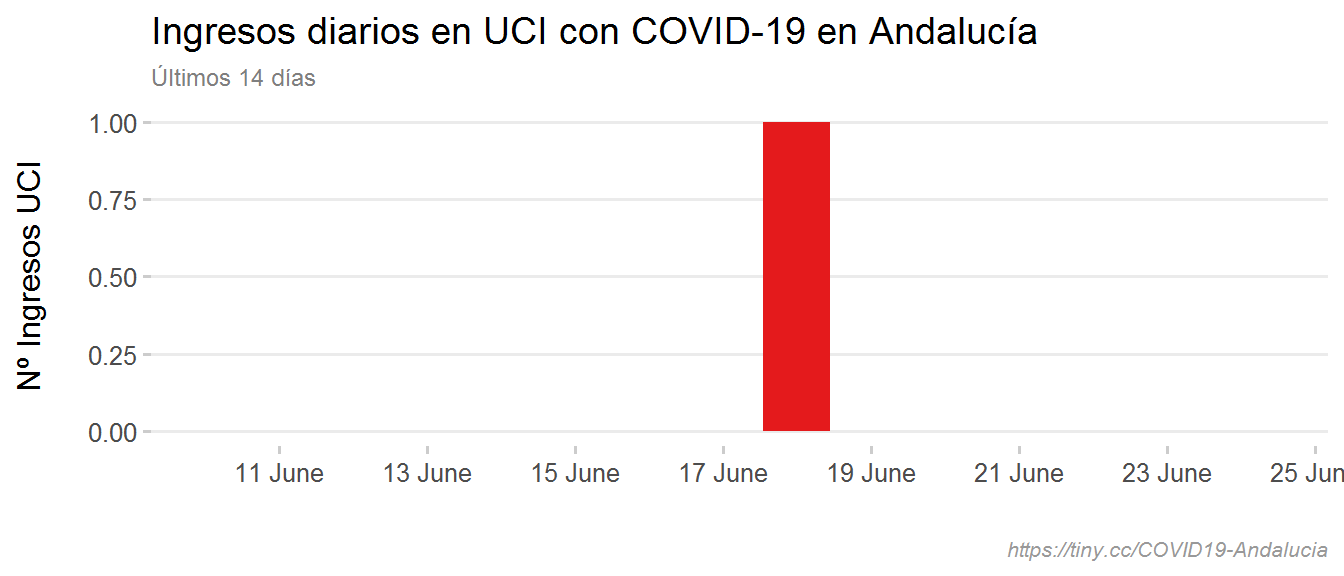 Ingresos diarios en UCI con COVID-19 en Andalucía
Últimos 14 días
Nº Ingresos UCI
1.00
0.75
0.50
0.25
0.00
11 June 13 June 15 June 17 June 19 June 21 June 23 June 25 Jun
https://tiny.cc/COVID19-Andalucia